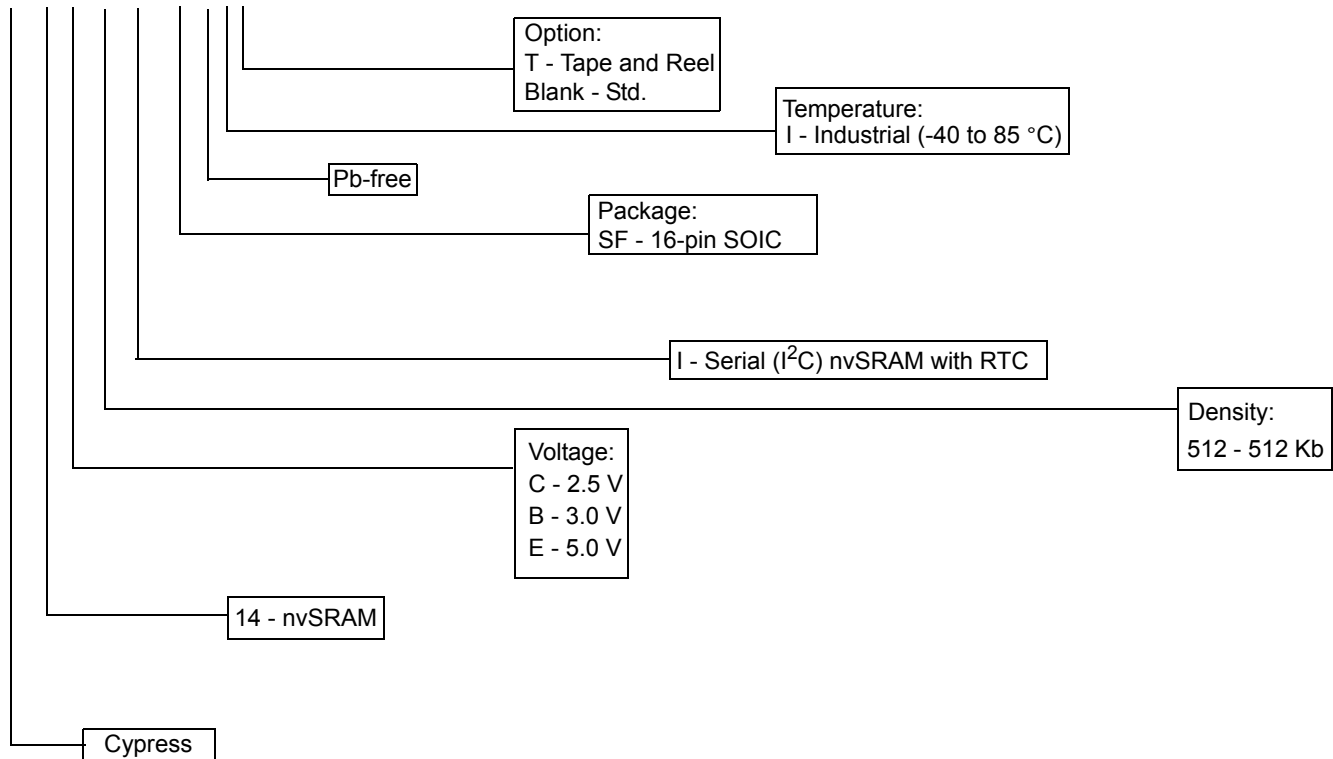 Option:
T - Tape and Reel
Blank - Std.
Temperature:
I - Industrial (-40 to 85 °C)
Pb-free
Package:
SF - 16-pin SOIC
I - Serial (I²C) nvSRAM with RTC
Density:
512 - 512 Kb
Voltage:
C - 2.5 V
B - 3.0 V
E - 5.0 V
14 - nvSRAM
Cypress